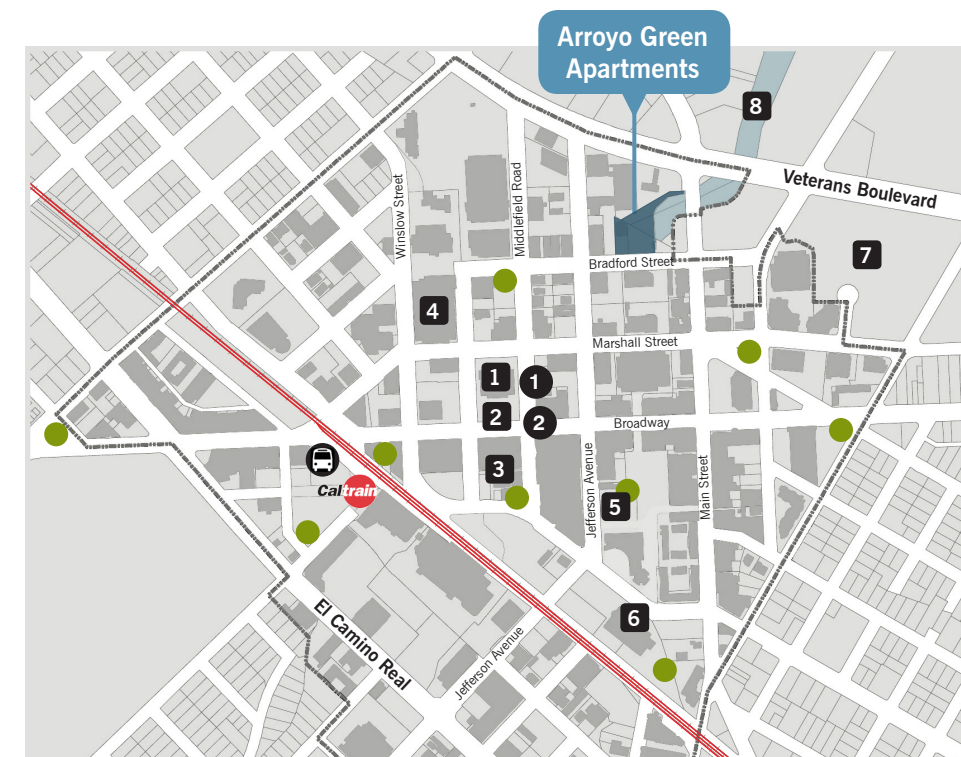 Arroyo Green
Apartments
8
Veterans Boulevard
Winslow Street
Middlefield Road
7
Bradford Street
4
Marshall Street
1
1
2
2
Broadway
3
Caltrain
Jefferson Avenue
5
Main Street
6
El Camino Real
Jefferson Avenue